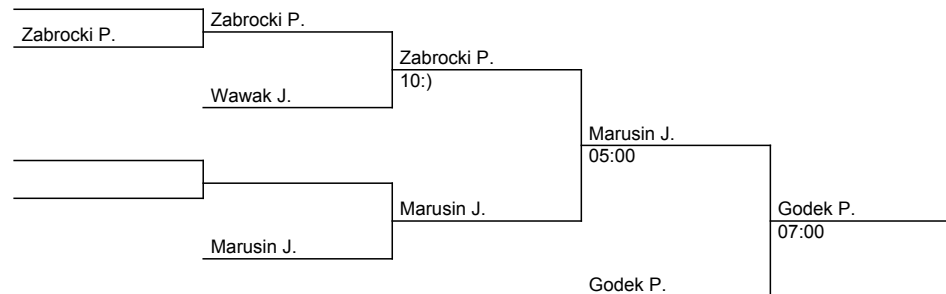 Zabrocki P.
Zabrocki P.
Zabrocki P.
10:)
Wawak J.
Marusin J.
05:00
Marusin J.
Godek P.
07:00
Marusin J.
Godek P.